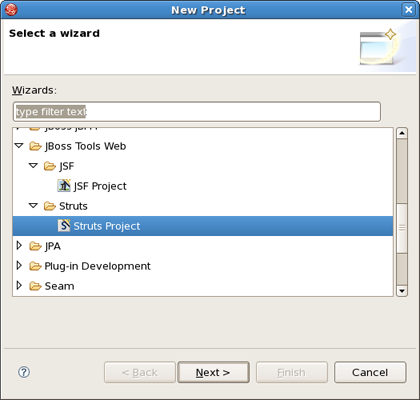 New Project
Select a wizard
Wizards:
type filter text
JBoss Tools Web
JSF
JSF Project
Struts
Struts Project
JPA
Plug-in Development
Seam
< Back
Next >
Finish
Cancel